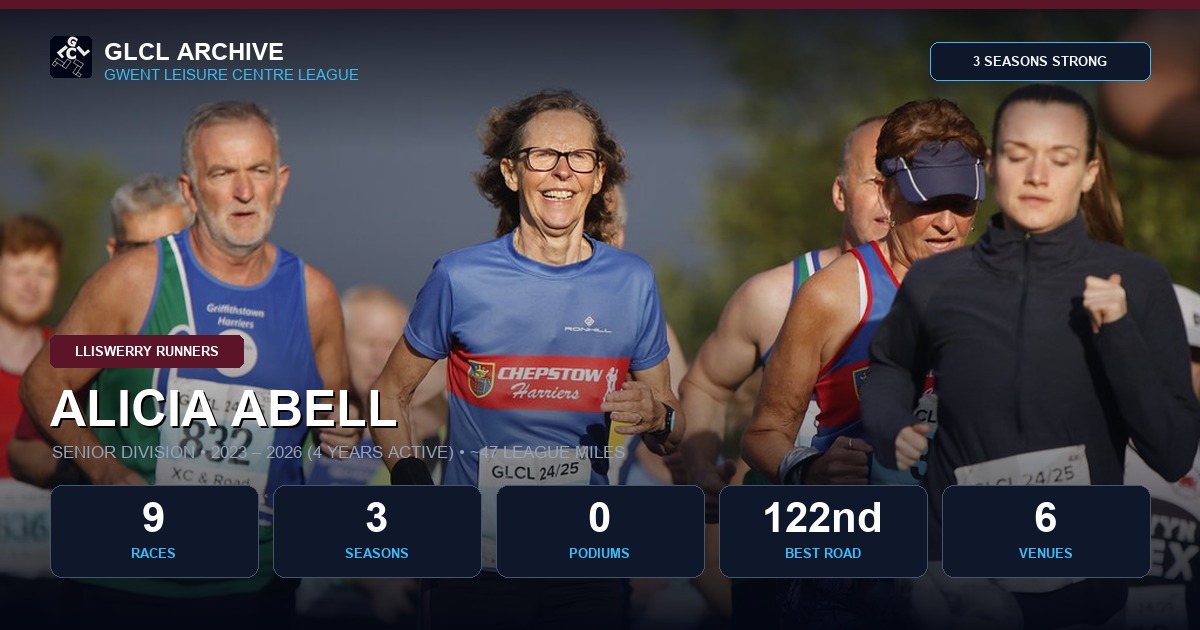 GLCL ARCHIVE
GWENT LEISURE CENTRE LEAGUE
3 SEASONS STRONG
Griffithstown
Harriers
RONHILL
CHEPSTOW
Harriers
LLISWERRY RUNNERS
ALICIA ABELL
832
SENIOR DIVISION • 2023 – 2026 (4 YEARS ACTIVE) • ~47 LEAGUE MILES
XC & Road
GLCL 24/25
GLCL 24/25
9
RACES
3
SEASONS
0
PODIUMS
122nd
BEST ROAD
6
VENUES